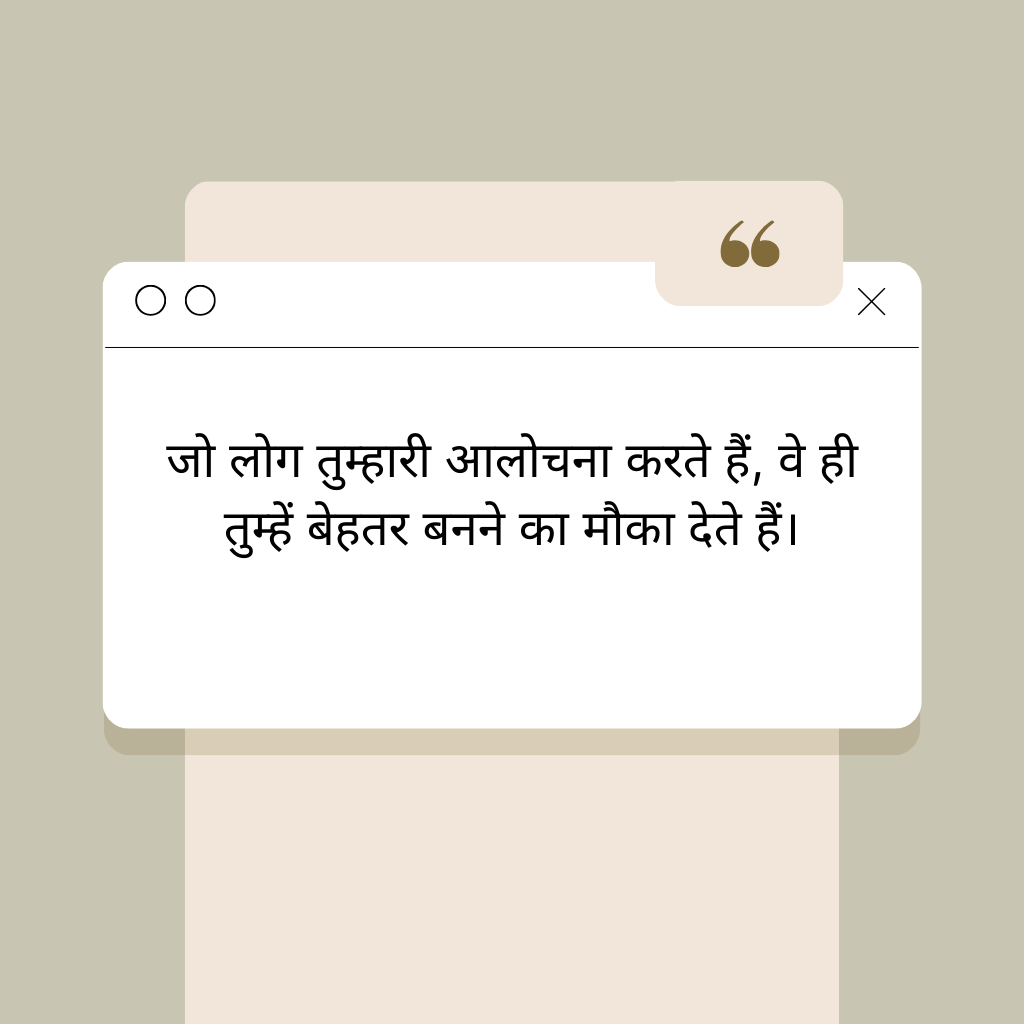 जो लोग तुम्हारी आलोचना करते हैं, वे ही
तुम्हें बेहतर बनने का मौका देते हैं।